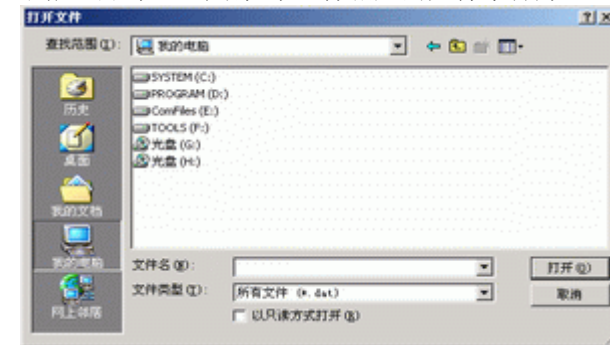 打开文件
查找范围(I):
我的电脑
SYSTEM (C:)
PROGRAM (D:)
ComFiles (E:)
TOOLS (F:)
光盘 (G:)
光盘 (H:)
历史
桌面
我的文档
我的电脑
网上邻居
文件名(N):
打开(O)
文件类型(T):
所有文件 (*.dat)
取消
以只读方式打开(R)